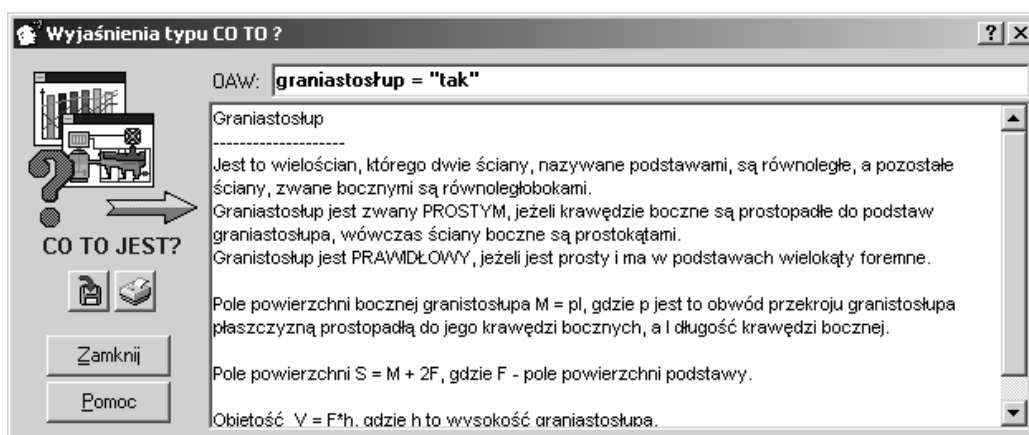 Wyjaśnienia typu CO TO ?
OAW: graniastosłup = "tak"
Graniastosłup
-------------------
Jest to wielościan, którego dwie ściany, nazywane podstawami, są równoległe, a pozostałe
ściany, zwane bocznymi są równoległobokami.
Graniastosłup jest zwany PROSTYM, jeżeli krawędzie boczne są prostopadłe do podstaw
graniastosłupa, wówczas ściany boczne są prostokątami.
Granistosłup jest PRAWIDŁOWY, jeżeli jest prosty i ma w podstawach wielokąty foremne.
Pole powierzchni bocznej granistosłupa M = pl, gdzie p jest to obwód przekroju granistosłupa
płaszczyzną prostopadłą do jego krawędzi bocznych, a l długość krawędzi bocznej.
Pole powierzchni S = M + 2F, gdzie F - pole powierzchni podstawy.
Objętość V = F*h, gdzie h to wysokość graniastosłupa.
CO TO JEST?
Zamknij
Pomoc